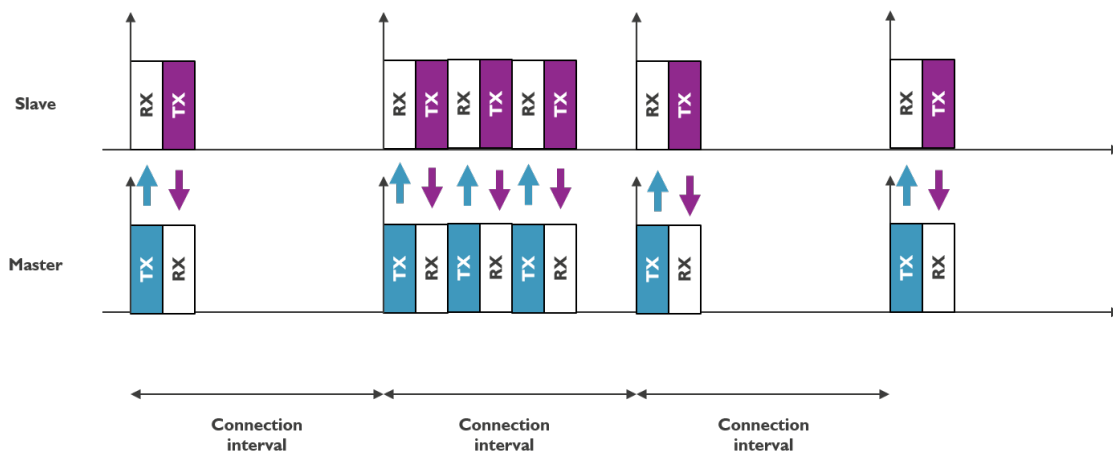 Slave
RX TX
RX TX RX TX RX TX
RX TX
RX TX
Master
TX RX
TX RX TX RX TX RX
TX RX
TX RX
Connection
interval
Connection
interval
Connection
interval